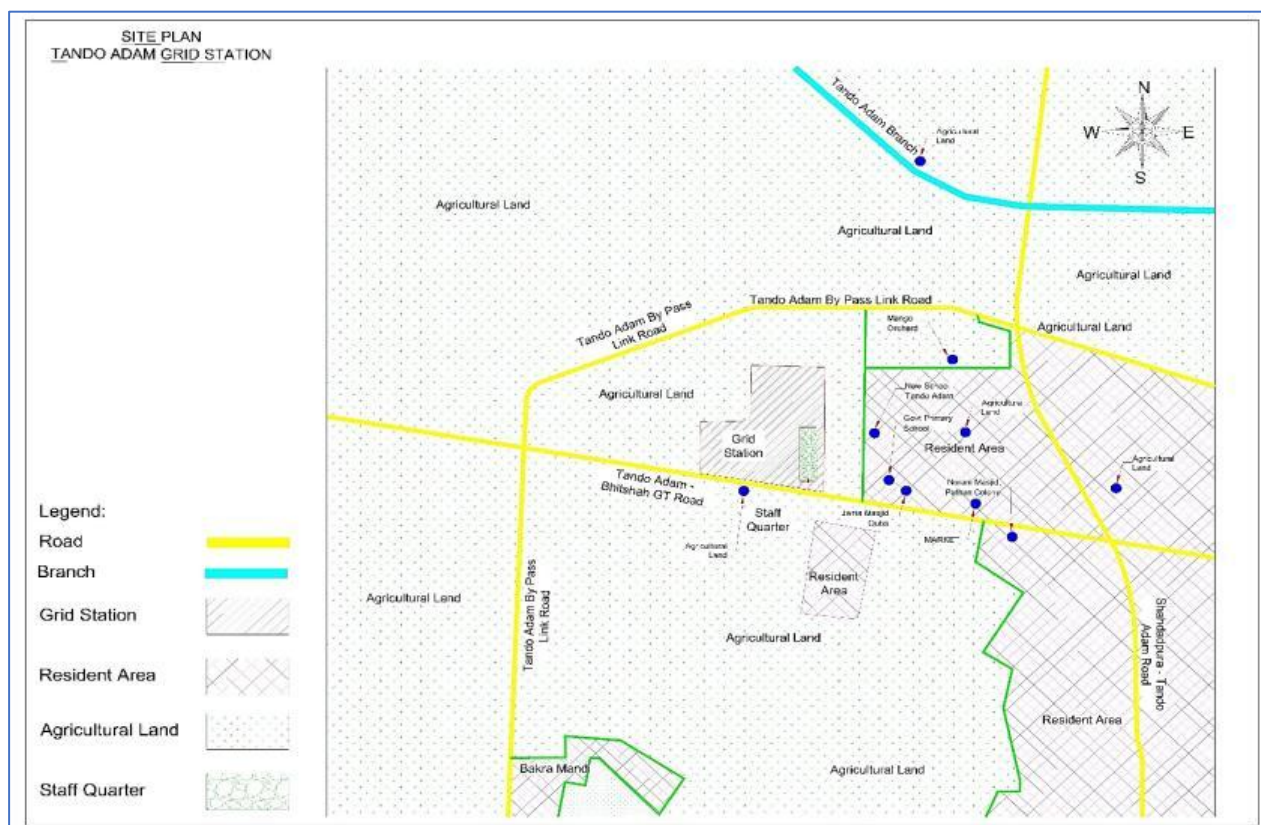 SITE PLAN
TANDO ADAM GRID STATION
N
W E
S
Tando Adam Branch
Agricultural
Land
Agricultural Land
Agricultural Land
Agricultural Land
Tando Adam By Pass Link Road
Tando Adam By Pass
Link Road
Mango
Orchard
Agricultural Land
Agricultural Land
New School
Tando Adam
Govt Primary
School
Agricultural
Land
Resident Area
Grid
Station
Agricultural
Land
Tando Adam -
Bhitshah GT Road
Staff
Quarter
Jama Masjid
Quba
Masjid
Pathan Colony
MARKET
Agricultural
Land
Resident
Area
Agricultural Land
Tando Adam By Pass
Link Road
Agricultural Land
Shahdadpura - Tando
Adam Road
Resident Area
Bakra Mandi
Agricultural Land
Legend:
Road
Branch
Grid Station
Resident Area
Agricultural Land
Staff Quarter